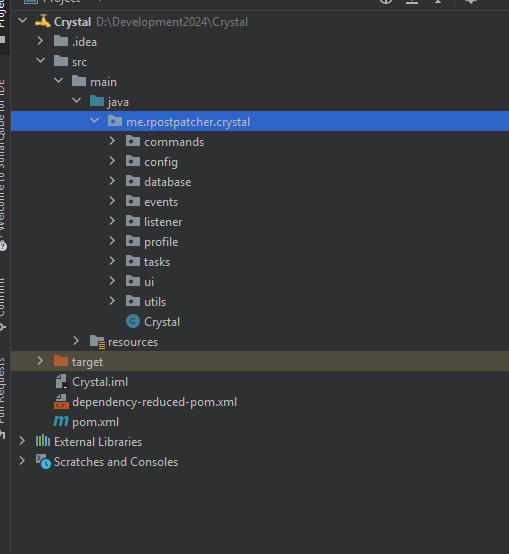 Project
Crystal D:\Development2024\Crystal
.idea
src
main
java
me.rpostpatcher.crystal
commands
config
database
events
listener
profile
tasks
ui
utils
Crystal
resources
target
Crystal.iml
dependency-reduced-pom.xml
pom.xml
External Libraries
Scratches and Consoles
Project
Welcome to SonarQube for IDE
Commit
Pull Requests